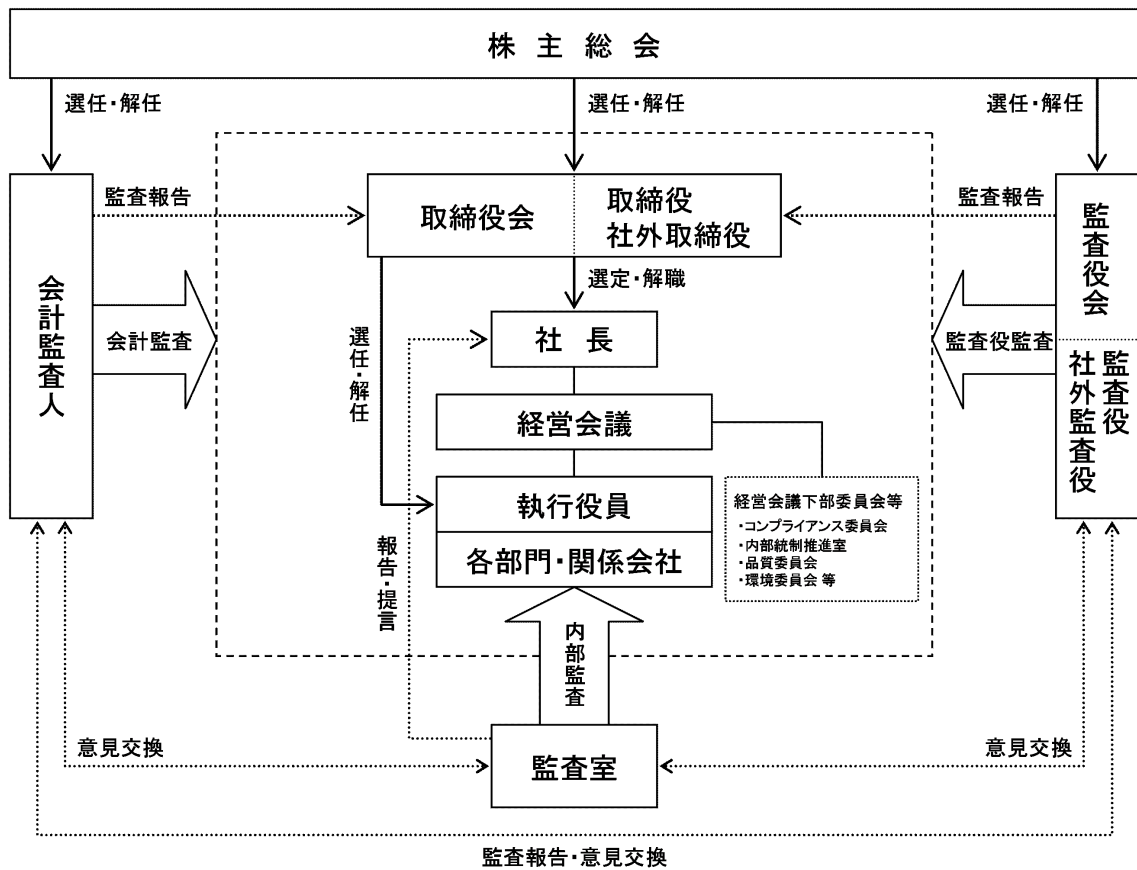 株主総会
選任・解任
選任・解任
選任・解任
監査報告
取締役会
取締役
社外取締役
監査報告
会計監査人
監査役会
監査役
社外監査役
選定・解職
会計監査
社長
監査役監査
選任・解任
経営会議
執行役員
各部門・関係会社
経営会議下部委員会等
・コンプライアンス委員会
・内部統制推進室
・品質委員会
・環境委員会 等
報告・提言
内部監査
監査室
意見交換
意見交換
監査報告・意見交換